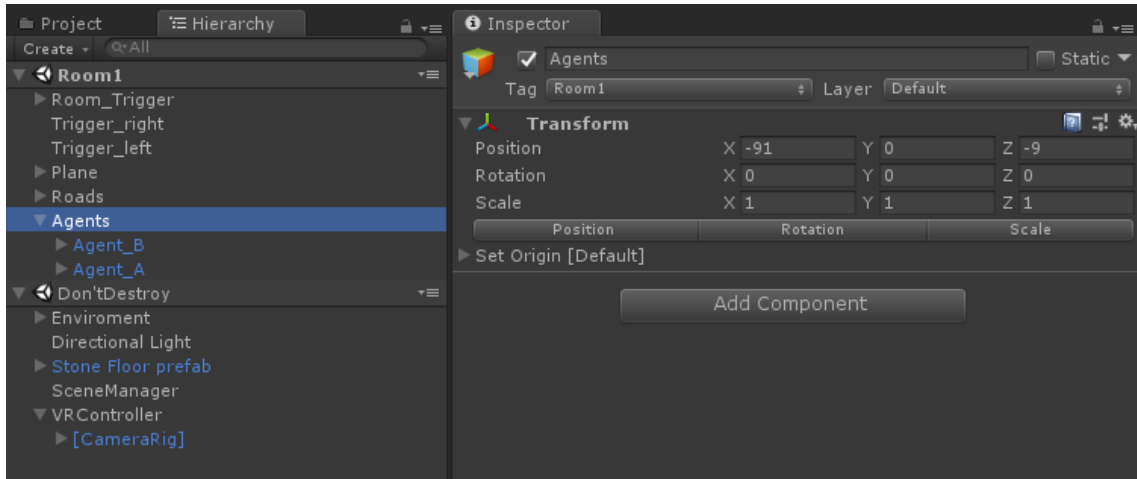 Project
Hierarchy
Create
All
Room1
Room_Trigger
Trigger_right
Trigger_left
Plane
Roads
Agents
Agent_B
Agent_A
Don'tDestroy
Enviroment
Directional Light
Stone Floor prefab
SceneManager
VRController
[CameraRig]
Inspector
Agents Static
Tag Room1 Layer Default
Transform
Position X -91 Y 0 Z -9
Rotation X 0 Y 0 Z 0
Scale X 1 Y 1 Z 1
Position Rotation Scale
Set Origin [Default]
Add Component